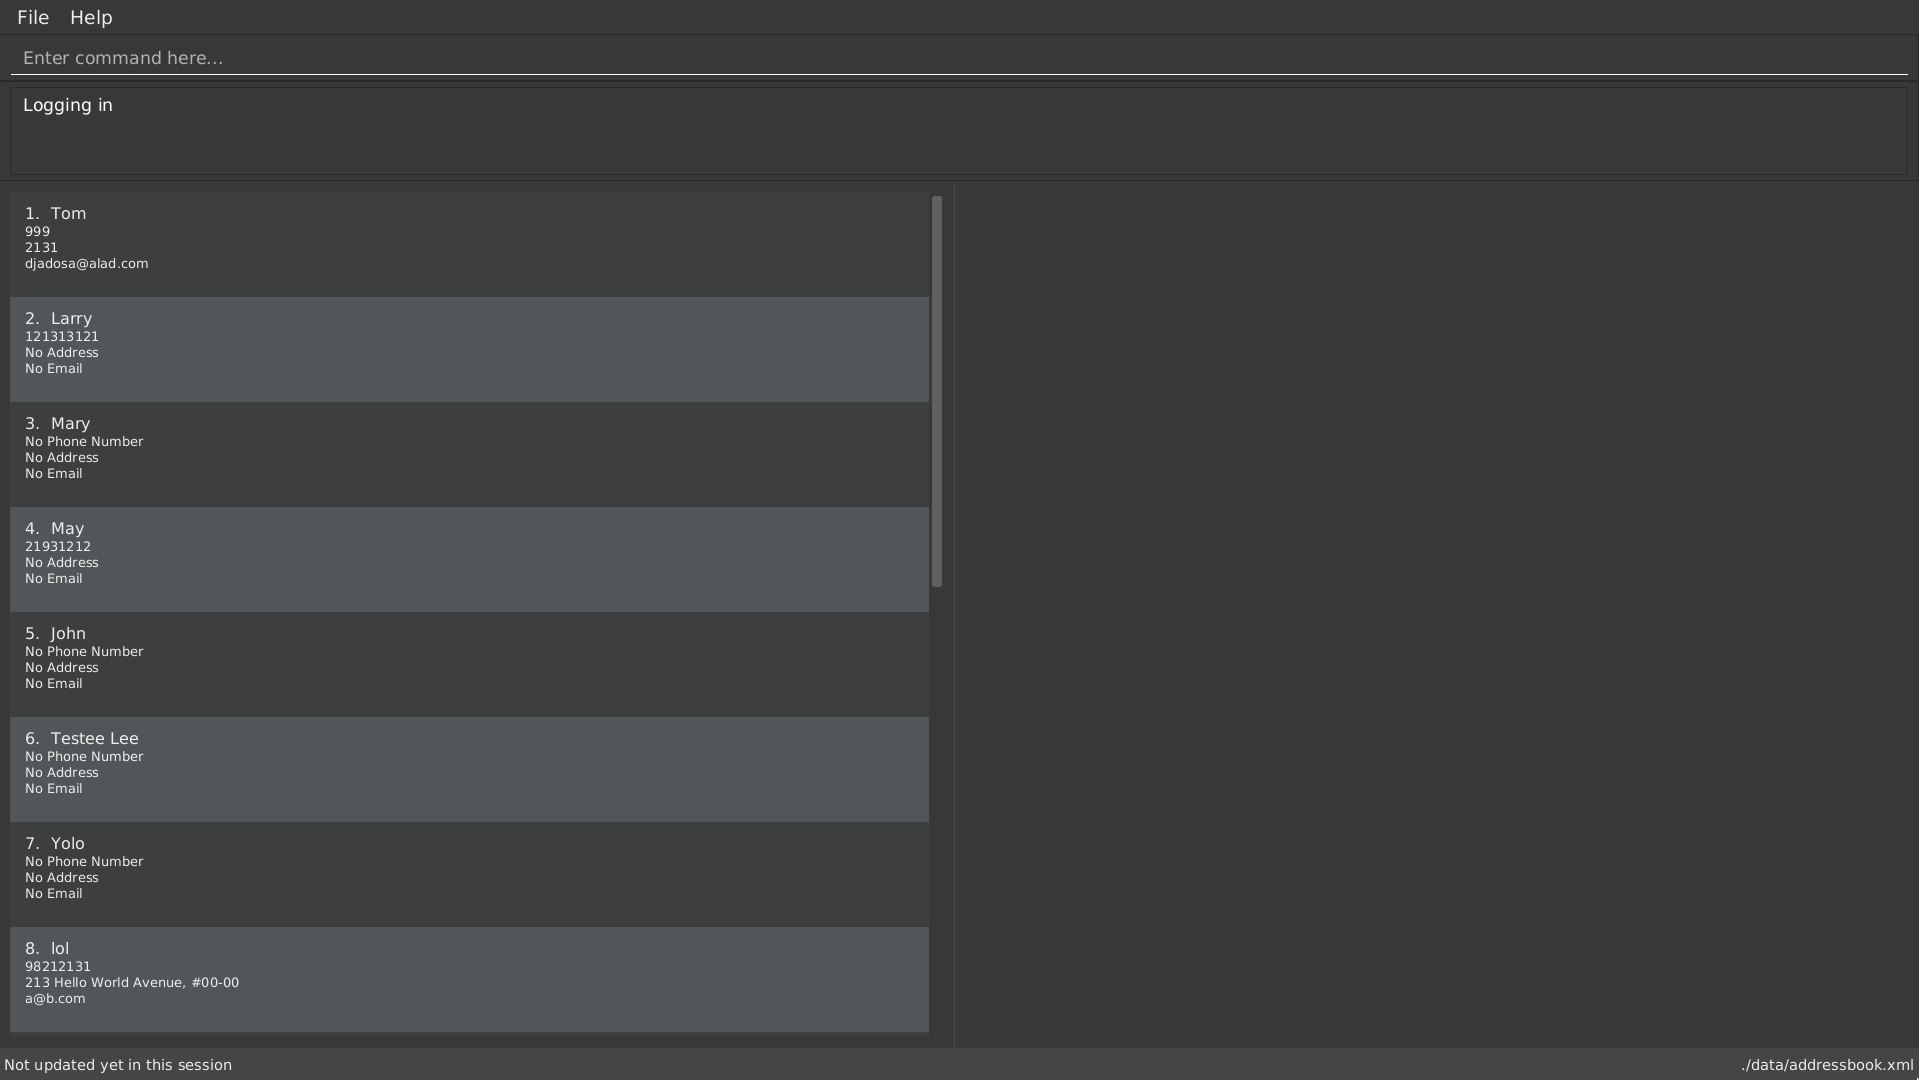 File Help
Enter command here...
Logging in
1. Tom
999
2131
djadosa@alad.com
2. Larry
121313121
No Address
No Email
3. Mary
No Phone Number
No Address
No Email
4. May
21931212
No Address
No Email
5. John
No Phone Number
No Address
No Email
6. Testee Lee
No Phone Number
No Address
No Email
7. Yolo
No Phone Number
No Address
No Email
8. lol
98212131
213 Hello World Avenue, #00-00
a@b.com
Not updated yet in this session
./data/addressbook.xml